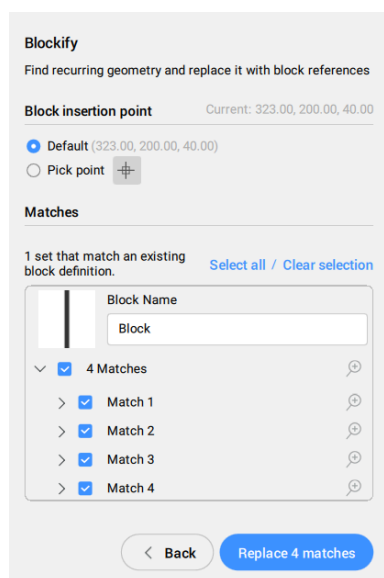 Blockify
Find recurring geometry and replace it with block references
Block insertion point Current: 323.00, 200.00, 40.00
Default (323.00, 200.00, 40.00)
Pick point
Matches
1 set that match an existing
block definition.
Select all / Clear selection
Block Name
Block
4 Matches
Match 1
Match 2
Match 3
Match 4
Back Replace 4 matches